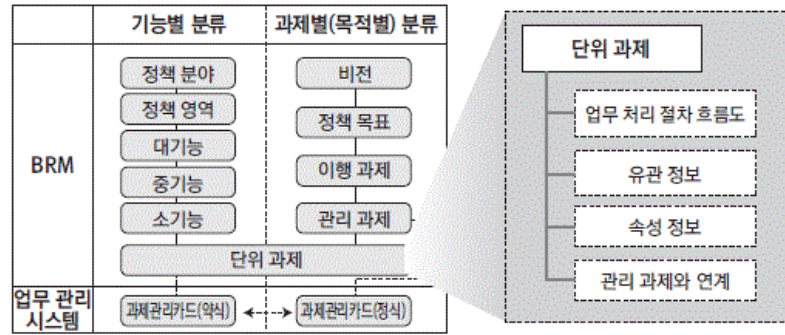 기능별 분류
과제별(목적별) 분류
BRM
정책 분야
정책 영역
대기능
중기능
소기능
비전
정책 목표
이행 과제
관리 과제
단위 과제
업무 관리
시스템
과제관리카드(약식)
과제관리카드(정식)
단위 과제
업무 처리 절차 흐름도
유관 정보
속성 정보
관리 과제와 연계